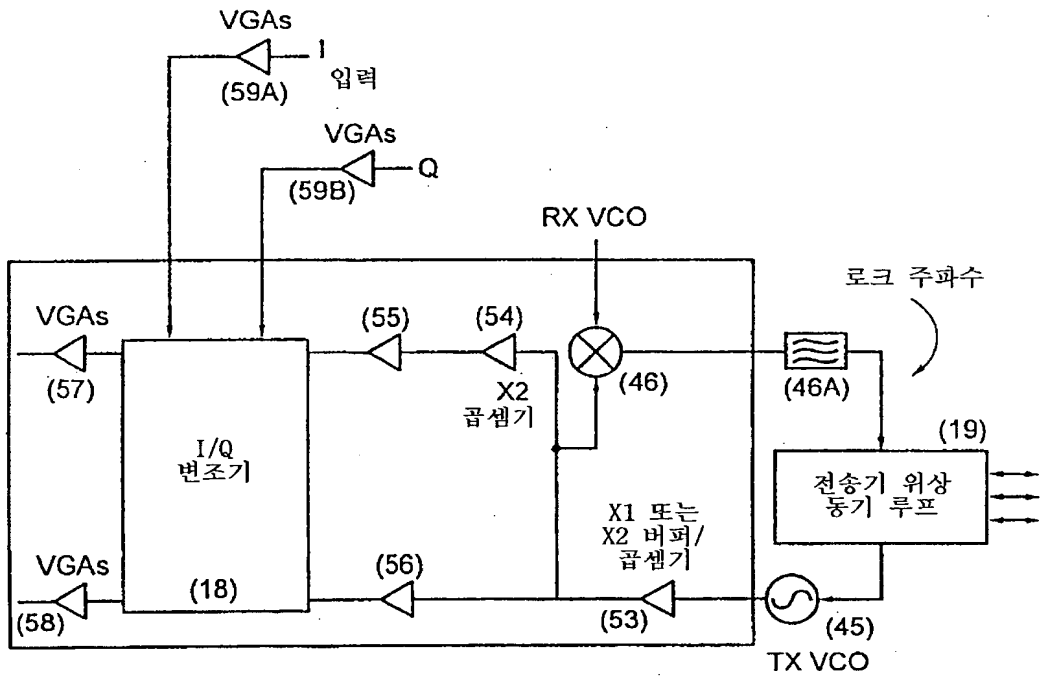 VGAs
I
입력
(59A)
VGAs
Q
(59B)
RX VCO
로크 주파수
VGAs
(55)
(54)
(57)
X2
곱셈기
(46)
(46A)
(19)
I/Q
변조기
전송기 위상
동기 루프
X1 또는
X2 버퍼/
곱셈기
VGAs
(56)
(58)
(18)
(53)
(45)
TX VCO